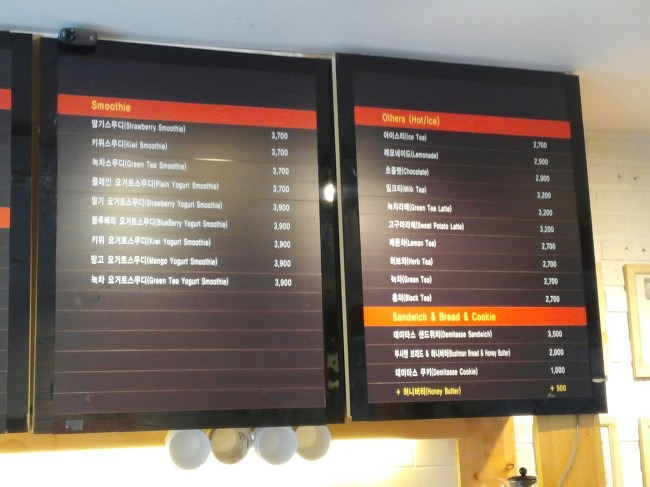 Smoothie
딸기스무디(Strawberry Smoothie) 3,700
키위스무디(Kiwi Smoothie) 3,700
녹차스무디(Green Tea Smoothie) 3,700
플레인 요거트스무디(Plain Yogurt Smoothie) 3,700
딸기 요거트스무디(Strawberry Yogurt Smoothie) 3,900
블루베리 요거트스무디(BlueBerry Yogurt Smoothie) 3,900
키위 요거트스무디(Kiwi Yogurt Smoothie) 3,900
망고 요거트스무디(Mango Yogurt Smoothie) 3,900
녹차 요거트스무디(Green Tea Yogurt Smoothie) 3,900
Others (Hot/Ice)
아이스티(Ice Tea) 2,700
레모네이드(Lemonade) 2,900
초콜렛(Chocolate) 2,900
밀크티(Milk Tea) 3,200
녹차라떼(Green Tea Latte) 3,200
고구마라떼(Sweet Potato Latte) 3,200
레몬차(Lemon Tea) 2,700
허브차(Herb Tea) 2,700
녹차(Green Tea) 2,700
홍차(Black Tea) 2,700
Sandwich & Bread & Cookie
데미타스 샌드위치(Demitasse Sandwich) 3,500
부시맨 브레드 & 허니버터(Bushman Bread & Honey Butter) 2,000
데미타스 쿠키(Demitasse Cookie) 1,000
+ 허니버터(Honey Butter) + 500